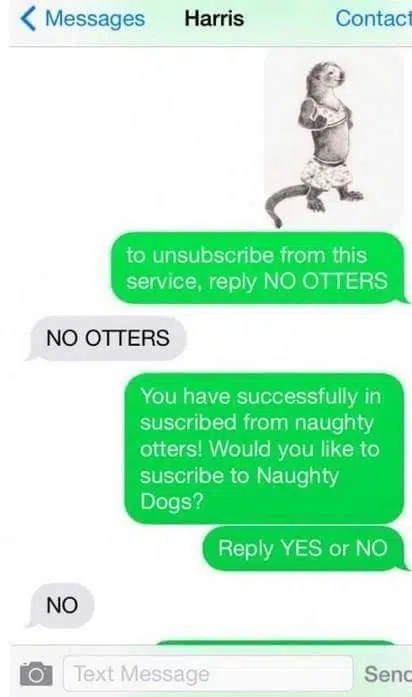 Messages Harris Contact
to unsubscribe from this
service, reply NO OTTERS
NO OTTERS
You have successfully in
suscribed from naughty
otters! Would you like to
suscribe to Naughty
Dogs?
Reply YES or NO
NO
Text Message Send